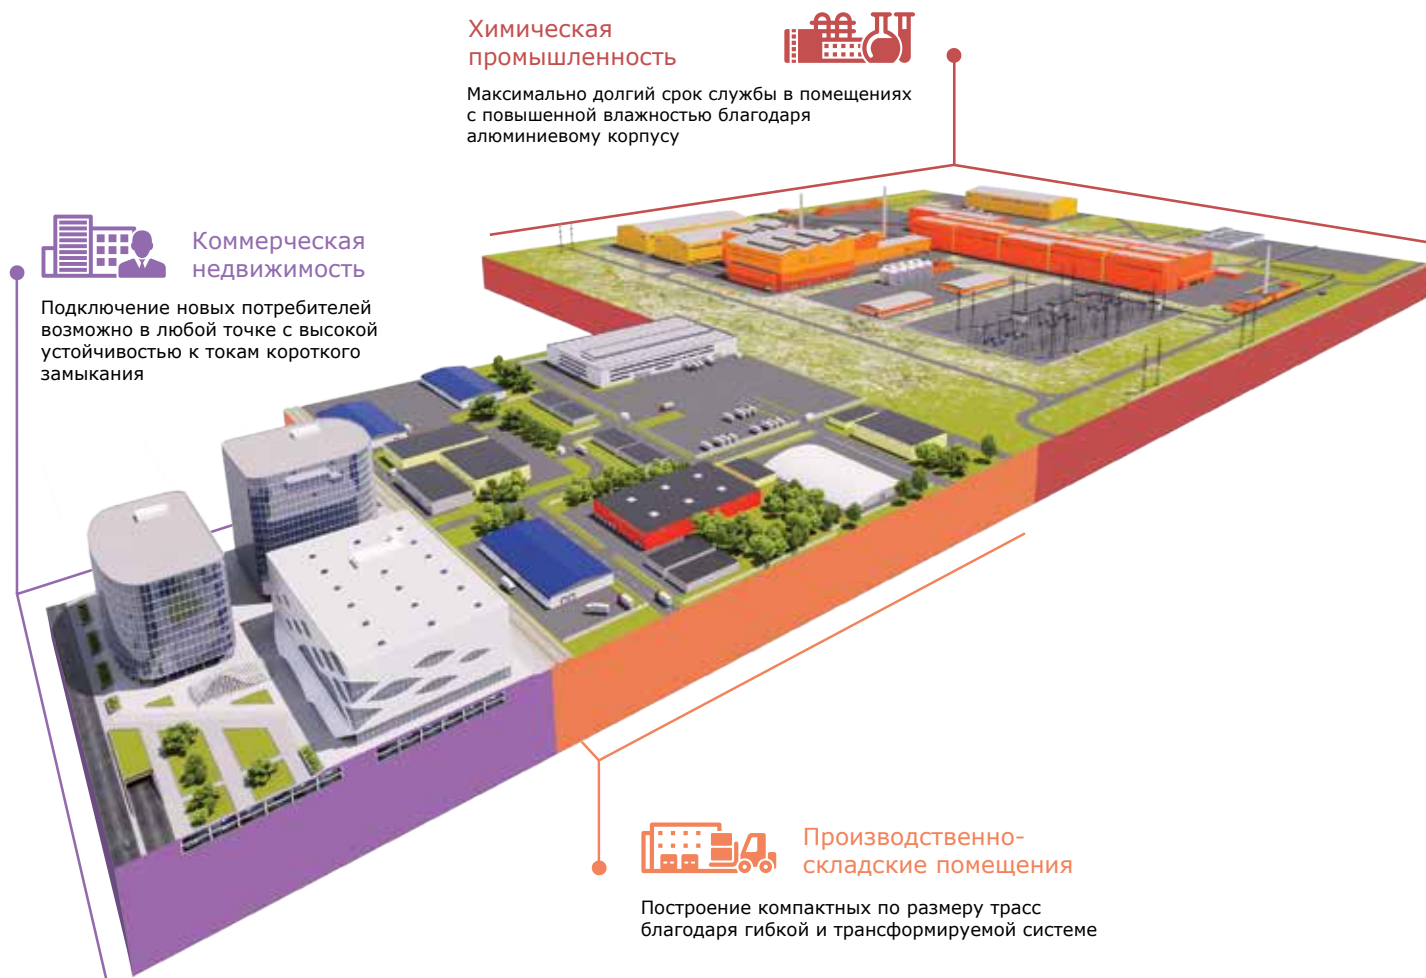 Химическая
промышленность
Максимально долгий срок службы в помещениях
с повышенной влажностью благодаря
алюминиевому корпусу
Коммерческая
недвижимость
Подключение новых потребителей
возможно в любой точке с высокой
устойчивостью к токам короткого
замыкания
Производственно-
складские помещения
Построение компактных по размеру трасс
благодаря гибкой и трансформируемой системе